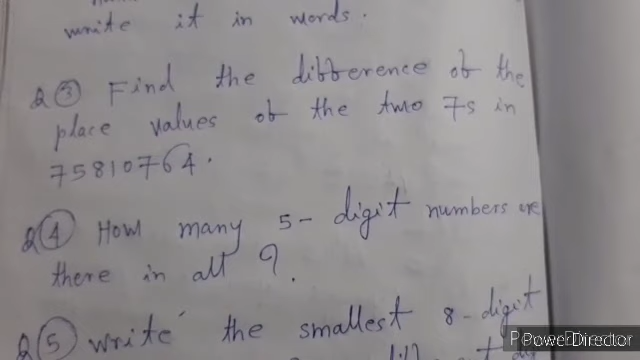 write it in words.
Q3 Find the difference of the
place values of the two 7s in
75810764.
Q4 How many 5-digit numbers are
there in all ?
Q5 write the smallest 8-digit
PowerDirector